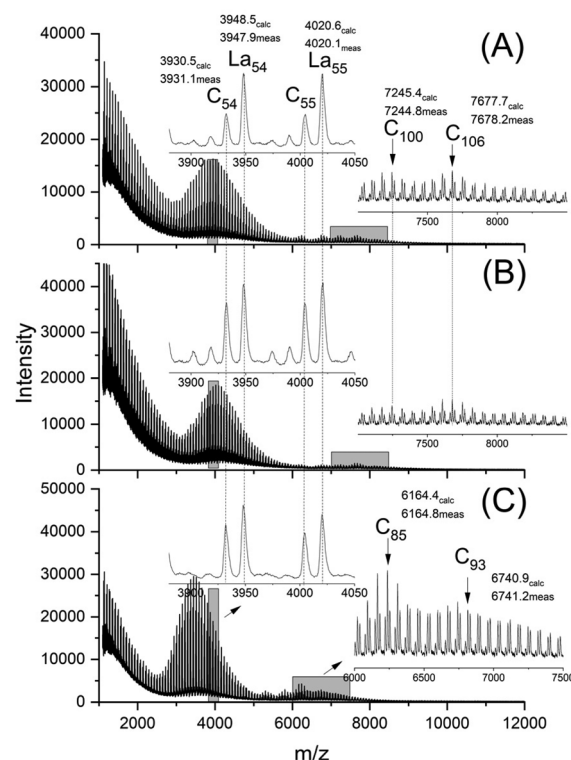 3948.5calc
3947.9meas
4020.6calc
4020.1meas
(A)
3930.5calc
3931.1meas
La54
La55
C54
C55
7245.4calc
7244.8meas
7677.7calc
7678.2meas
C100
C106
40000
30000
20000
10000
0
3900 3950 4000 4050
7500 8000
(B)
40000
30000
20000
10000
0
3900 3950 4000 4050
7500 8000
Intensity
(C)
50000
40000
30000
20000
10000
0
3900 3950 4000 4050
6164.4calc
6164.8meas
C85
C93
6740.9calc
6741.2meas
6000 6500 7000 7500
2000 4000 6000 8000 10000 12000
m/z